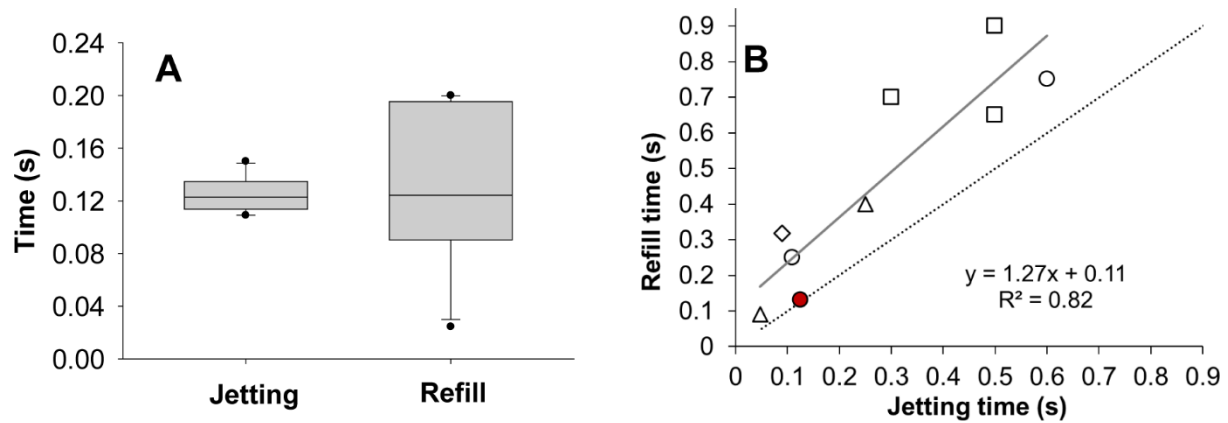 A
Time (s)
0.24
0.20
0.16
0.12
0.08
0.04
0.00
Jetting
Refill
B
Refill time (s)
0.9
0.8
0.7
0.6
0.5
0.4
0.3
0.2
0.1
0
y = 1.27x + 0.11
R² = 0.82
0 0.1 0.2 0.3 0.4 0.5 0.6 0.7 0.8 0.9
Jetting time (s)